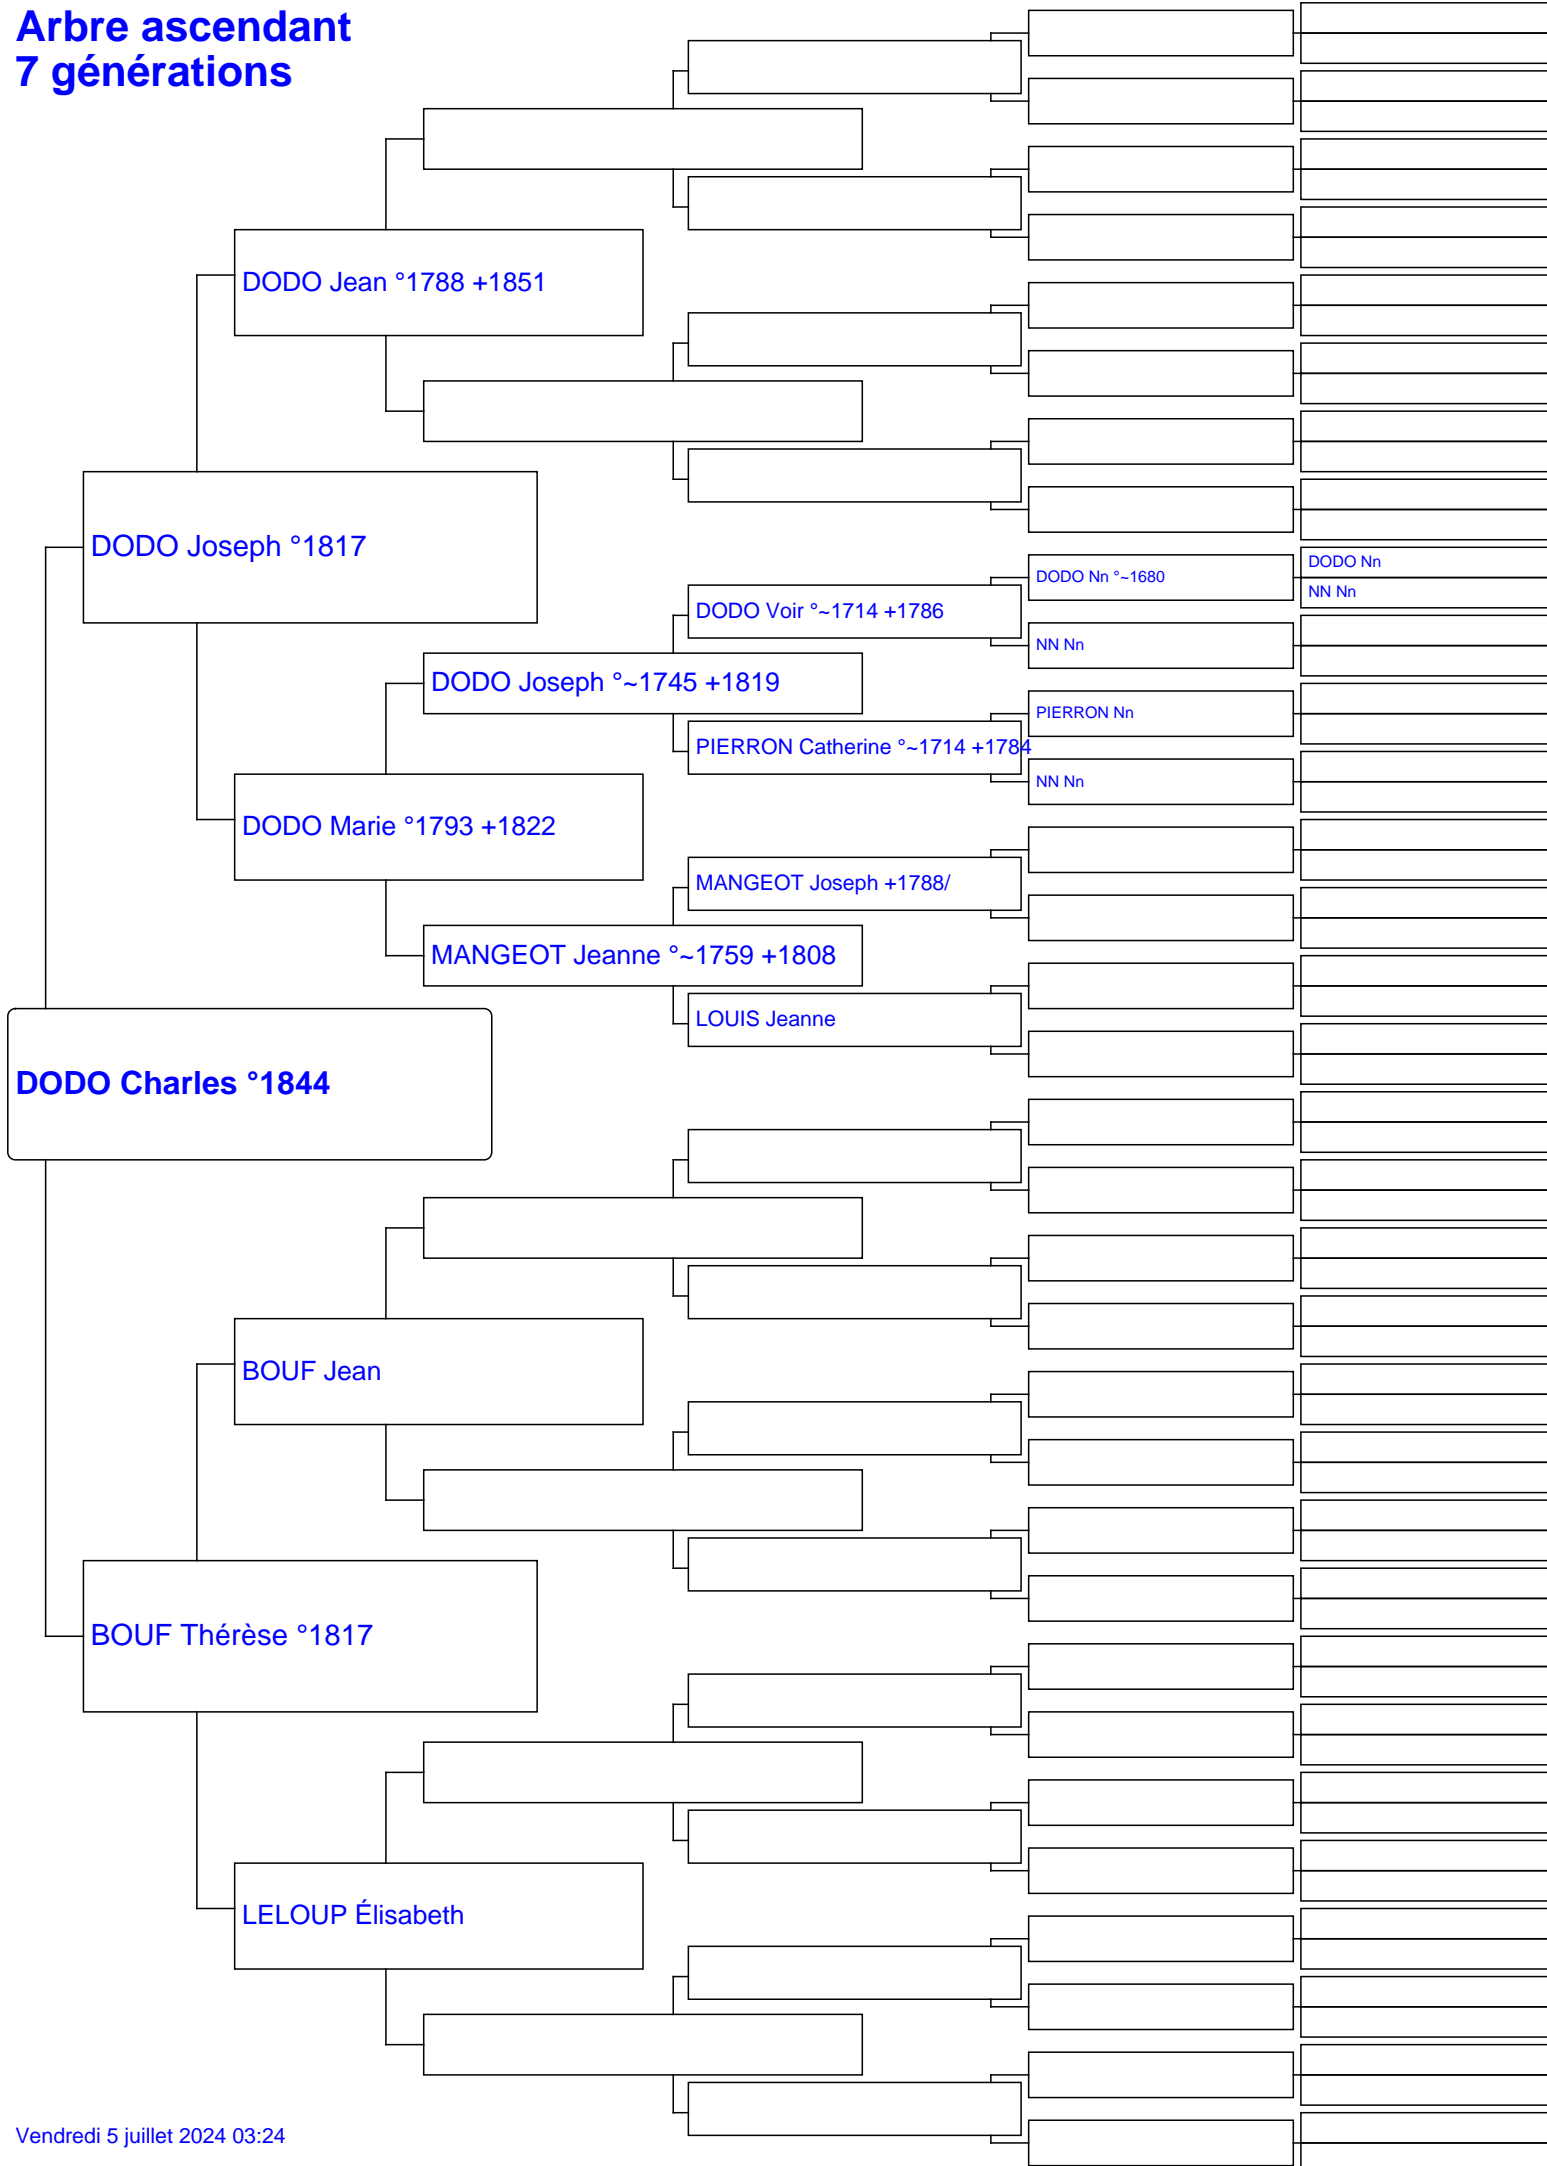 Arbre ascendant
7 générations
DODO Jean °1788 +1851
DODO Joseph °1817
DODO Nn
DODO Nn °~1680
NN Nn
DODO Voir °~1714 +1786
NN Nn
DODO Joseph °~1745 +1819
PIERRON Nn
PIERRON Catherine °~1714 +1784
NN Nn
DODO Marie °1793 +1822
MANGEOT Joseph +1788/
MANGEOT Jeanne °~1759 +1808
LOUIS Jeanne
DODO Charles °1844
BOUF Jean
BOUF Thérèse °1817
LELOUP Élisabeth
Vendredi 5 juillet 2024 03:24